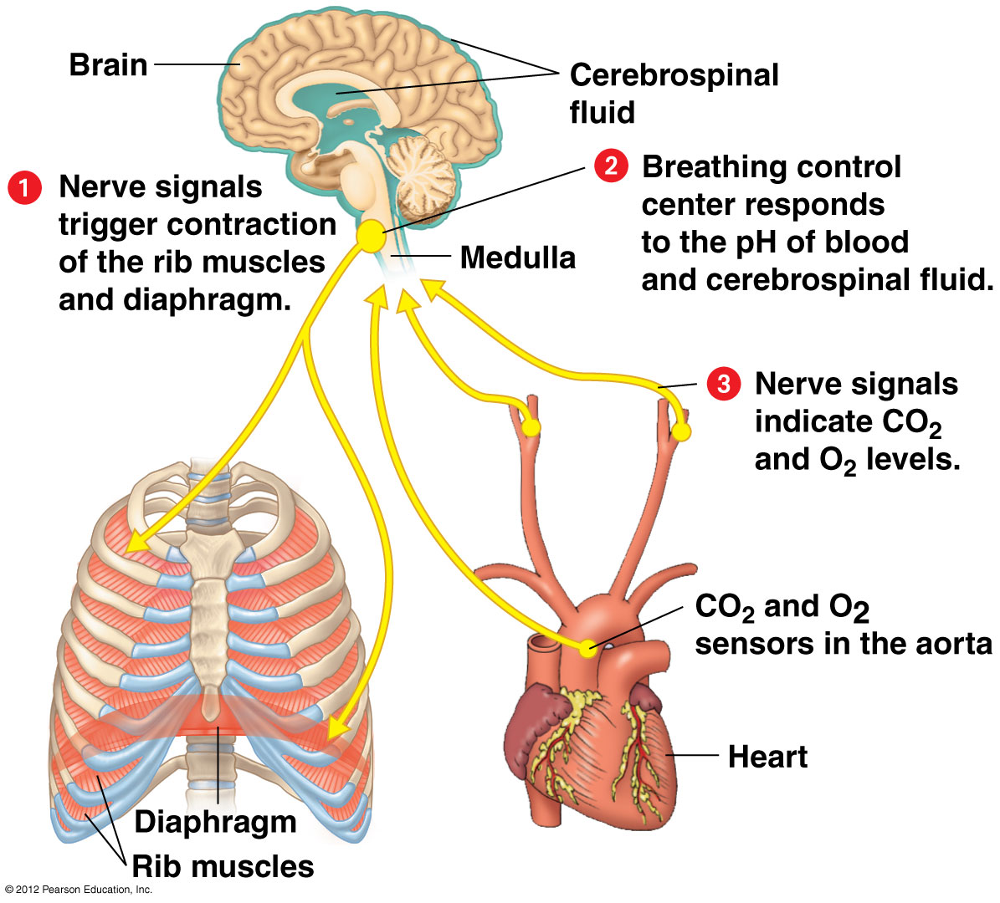 Brain
Cerebrospinal
fluid
1 Nerve signals
trigger contraction
of the rib muscles
and diaphragm.
2 Breathing control
center responds
to the pH of blood
and cerebrospinal fluid.
Medulla
3 Nerve signals
indicate CO2
and O2 levels.
CO2 and O2
sensors in the aorta
Heart
Diaphragm
Rib muscles
© 2012 Pearson Education, Inc.